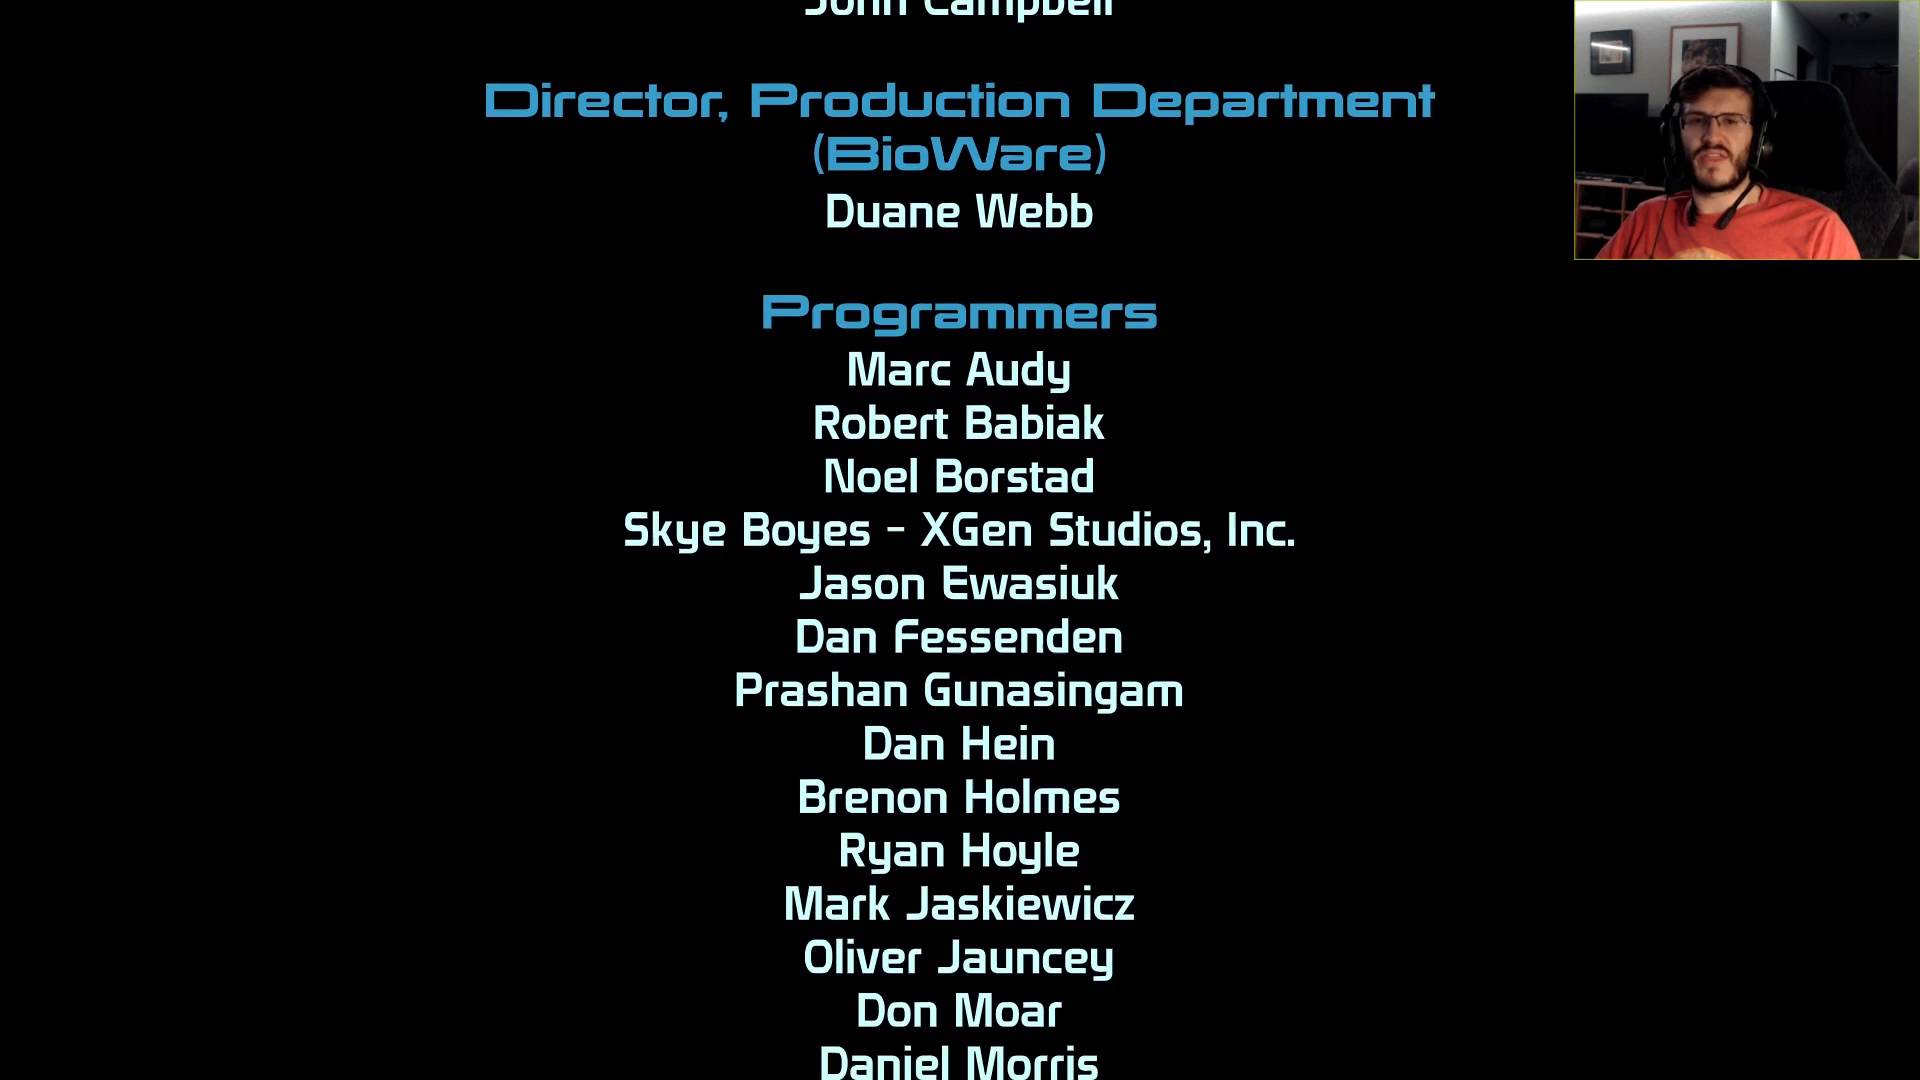 John Campbell
Director, Production Department
(BioWare)
Duane Webb
Programmers
Marc Audy
Robert Babiak
Noel Borstad
Skye Boyes - XGen Studios, Inc.
Jason Ewasiuk
Dan Fessenden
Prashan Gunasingam
Dan Hein
Brenon Holmes
Ryan Hoyle
Mark Jaskiewicz
Oliver Jauncey
Don Moar
Daniel Morris